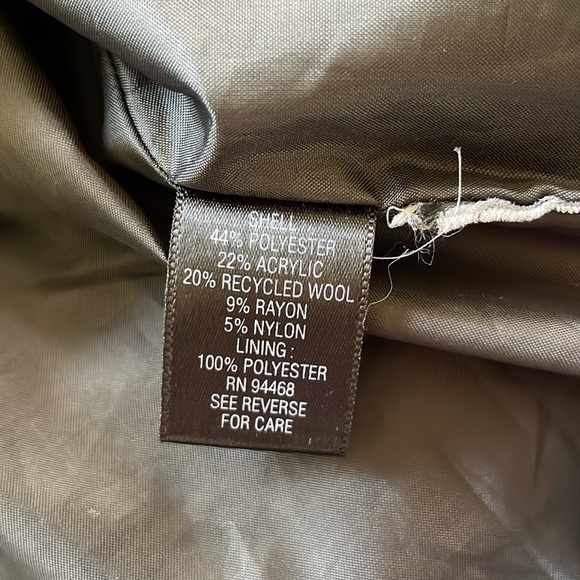 SHELL :
44% POLYESTER
22% ACRYLIC
20% RECYCLED WOOL
9% RAYON
5% NYLON
LINING :
100% POLYESTER
RN 94468
SEE REVERSE
FOR CARE